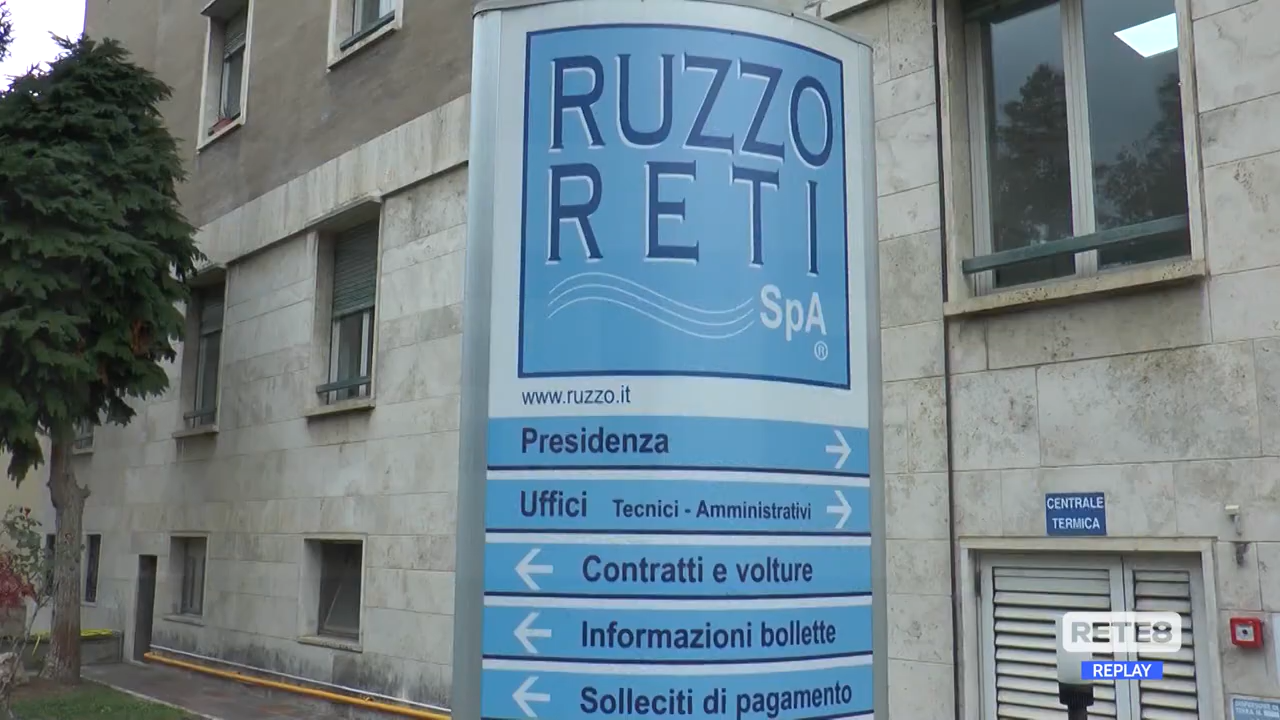 RUZZO
RETI
SpA
®
www.ruzzo.it
Presidenza →
Uffici Tecnici - Amministrativi →
← Contratti e volture
← Informazioni bollette
← Solleciti di pagamento
CENTRALE
TERMICA
RETE8
REPLAY